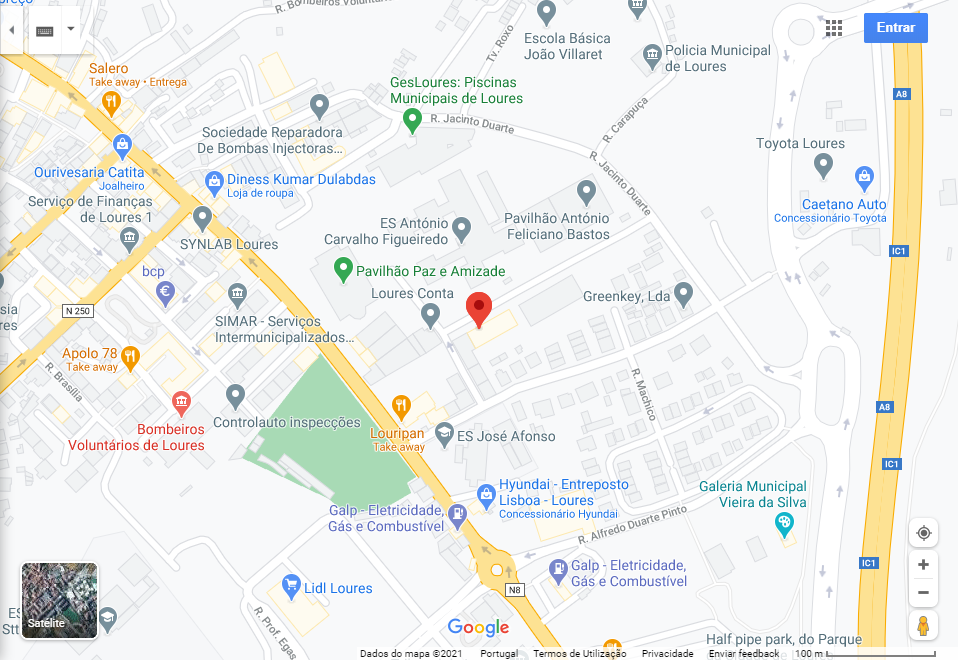 R. Bombeiros Voluntários
Entrar
Tv. Roxo
Escola Básica
João Villaret
Policia Municipal
de Loures
Salero
Take away • Entrega
GesLoures: Piscinas
Municipais de Loures
A8
R. Jacinto Duarte
R. Carapuça
Sociedade Reparadora
De Bombas Injectoras...
Toyota Loures
R. Jacinto Duarte
Ourivesaria Catita
Joalheiro
Diness Kumar Dulabdas
Loja de roupa
Caetano Auto
Concessionário Toyota
Serviço de Finanças
de Loures 1
SYNLAB Loures
ES António
Carvalho Figueiredo
Pavilhão António
Feliciano Bastos
IC1
bcp
Pavilhão Paz e Amizade
Loures Conta
Greenkey, Lda
N 250
SIMAR - Serviços
Intermunicipalizados...
Apolo 78
Take away
R. Brasília
R. Machico
A8
Controlauto inspecções
Bombeiros
Voluntários de Loures
Louripan
Take away
ES José Afonso
IC1
Hyundai - Entreposto
Lisboa - Loures
Concessionário Hyundai
Galeria Municipal
Vieira da Silva
Galp - Eletricidade,
Gás e Combustível
R. Alfredo Duarte Pinto
IC1
Galp - Eletricidade,
Gás e Combustível
Lidl Loures
N8
R. Prof. Egas
ES
Satélite
Google
Half pipe park, do Parque
Dados do mapa ©2021 Portugal Termos de Utilização Privacidade Enviar feedback 100 m